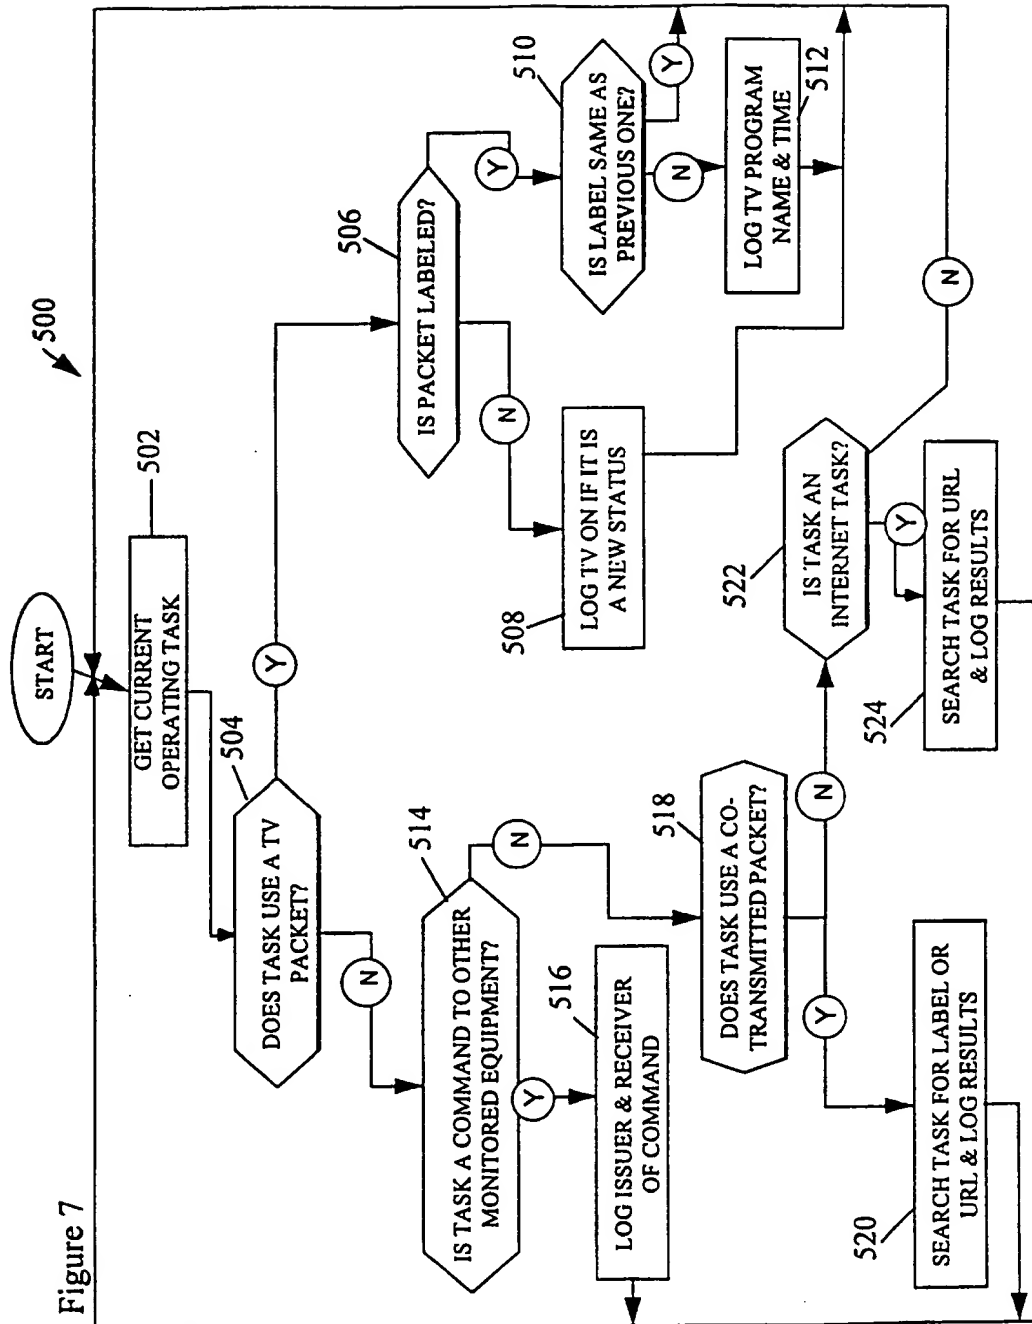 Figure 7
500
START
GET CURRENT
OPERATING TASK
502
504
DOES TASK USE A TV
PACKET?
Y
N
506
IS PACKET LABELED?
Y
N
508
LOG TV ON IF IT IS
A NEW STATUS
510
IS LABEL SAME AS
PREVIOUS ONE?
Y
N
LOG TV PROGRAM
NAME & TIME
512
514
IS TASK A COMMAND TO OTHER
MONITORED EQUIPMENT?
N
Y
516
LOG ISSUER & RECEIVER
OF COMMAND
518
DOES TASK USE A CO-
TRANSMITTED PACKET?
Y
N
520
SEARCH TASK FOR LABEL OR
URL & LOG RESULTS
522
IS TASK AN
INTERNET TASK?
N
Y
524
SEARCH TASK FOR URL
& LOG RESULTS